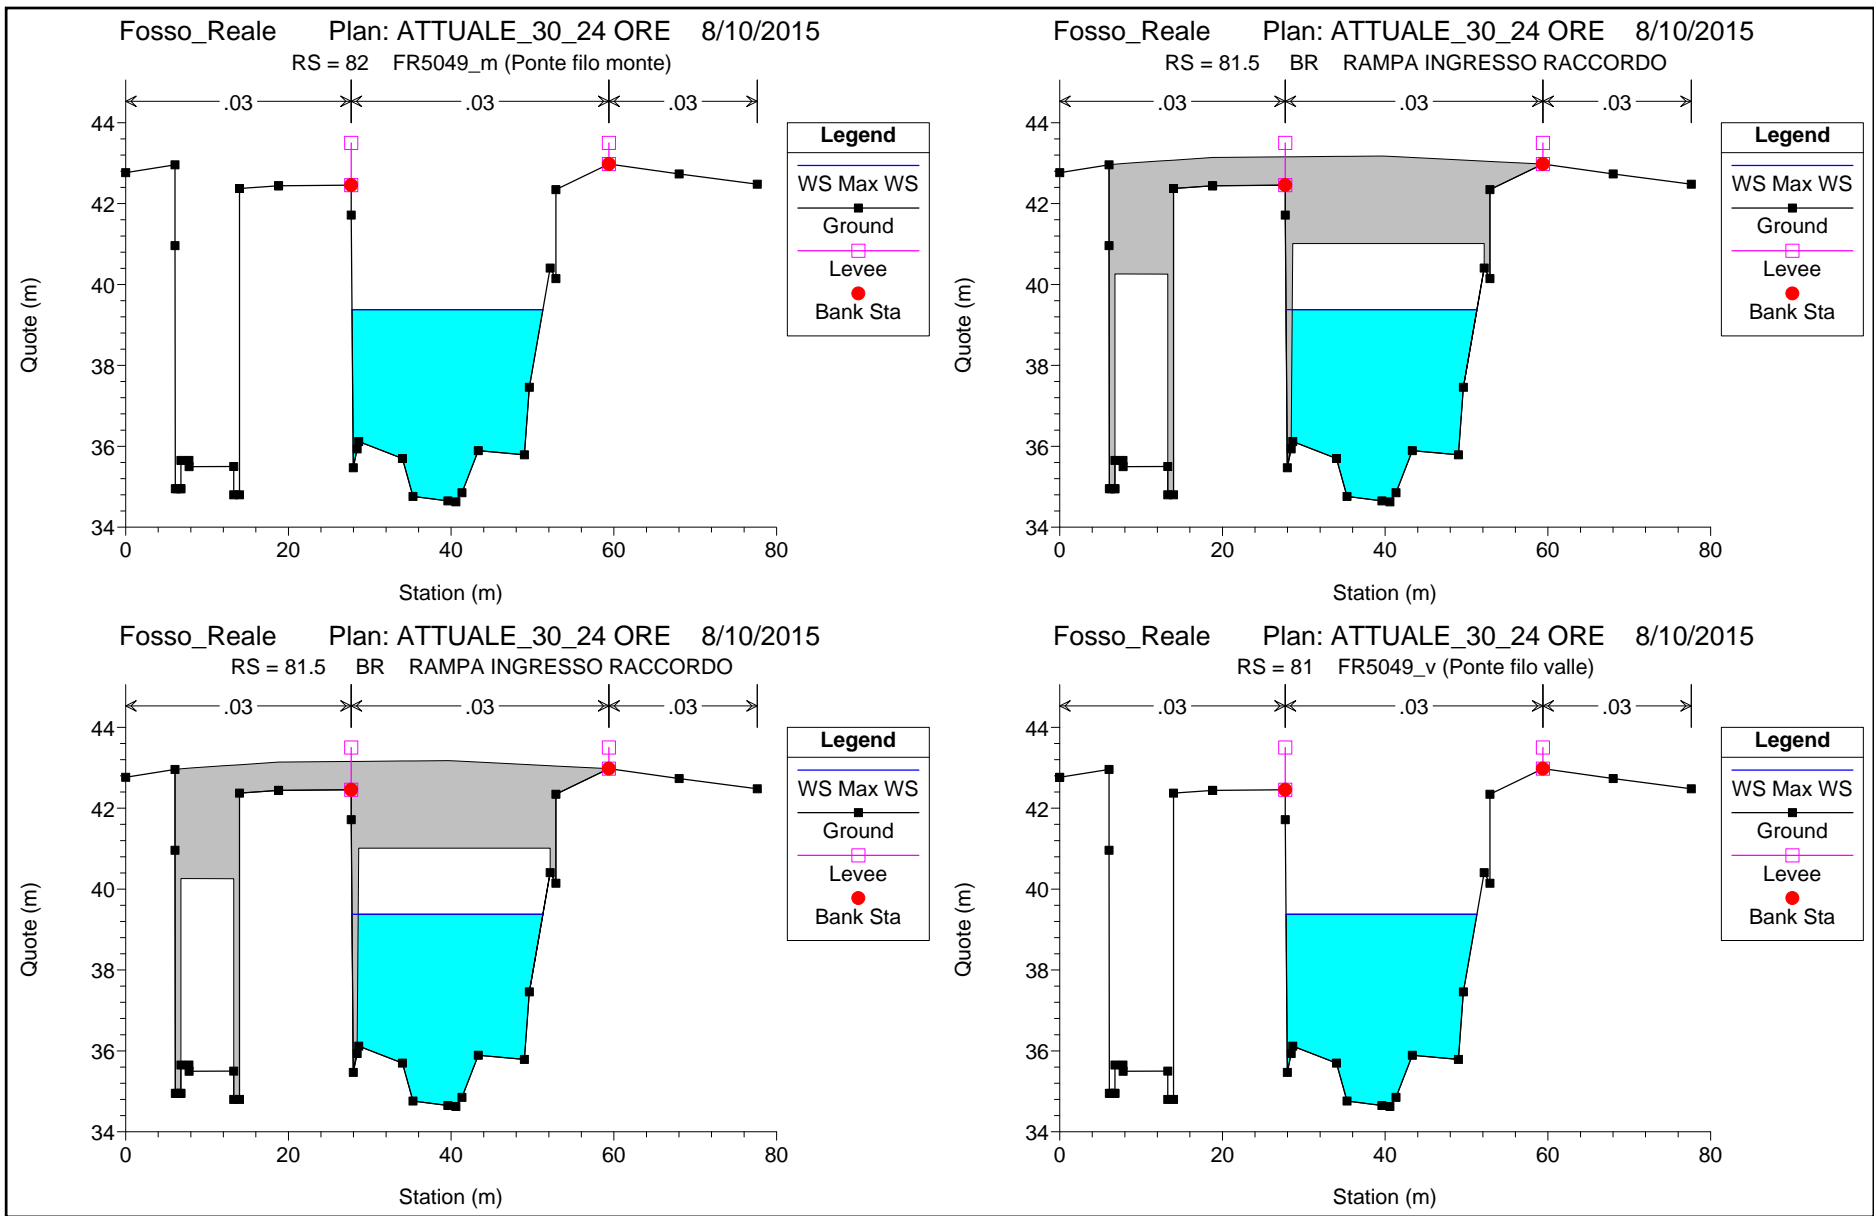 Fosso_Reale Plan: ATTUALE_30_24 ORE 8/10/2015
RS = 82 FR5049_m (Ponte filo monte)
.03 .03 .03
44
42
40
38
36
34
0 20 40 60 80
Station (m)
Quote (m)
Legend
WS Max WS
Ground
Levee
Bank Sta
Fosso_Reale Plan: ATTUALE_30_24 ORE 8/10/2015
RS = 81.5 BR RAMPA INGRESSO RACCORDO
.03 .03 .03
44
42
40
38
36
34
0 20 40 60 80
Station (m)
Quote (m)
Legend
WS Max WS
Ground
Levee
Bank Sta
Fosso_Reale Plan: ATTUALE_30_24 ORE 8/10/2015
RS = 81.5 BR RAMPA INGRESSO RACCORDO
.03 .03 .03
44
42
40
38
36
34
0 20 40 60 80
Station (m)
Quote (m)
Legend
WS Max WS
Ground
Levee
Bank Sta
Fosso_Reale Plan: ATTUALE_30_24 ORE 8/10/2015
RS = 81 FR5049_v (Ponte filo valle)
.03 .03 .03
44
42
40
38
36
34
0 20 40 60 80
Station (m)
Quote (m)
Legend
WS Max WS
Ground
Levee
Bank Sta